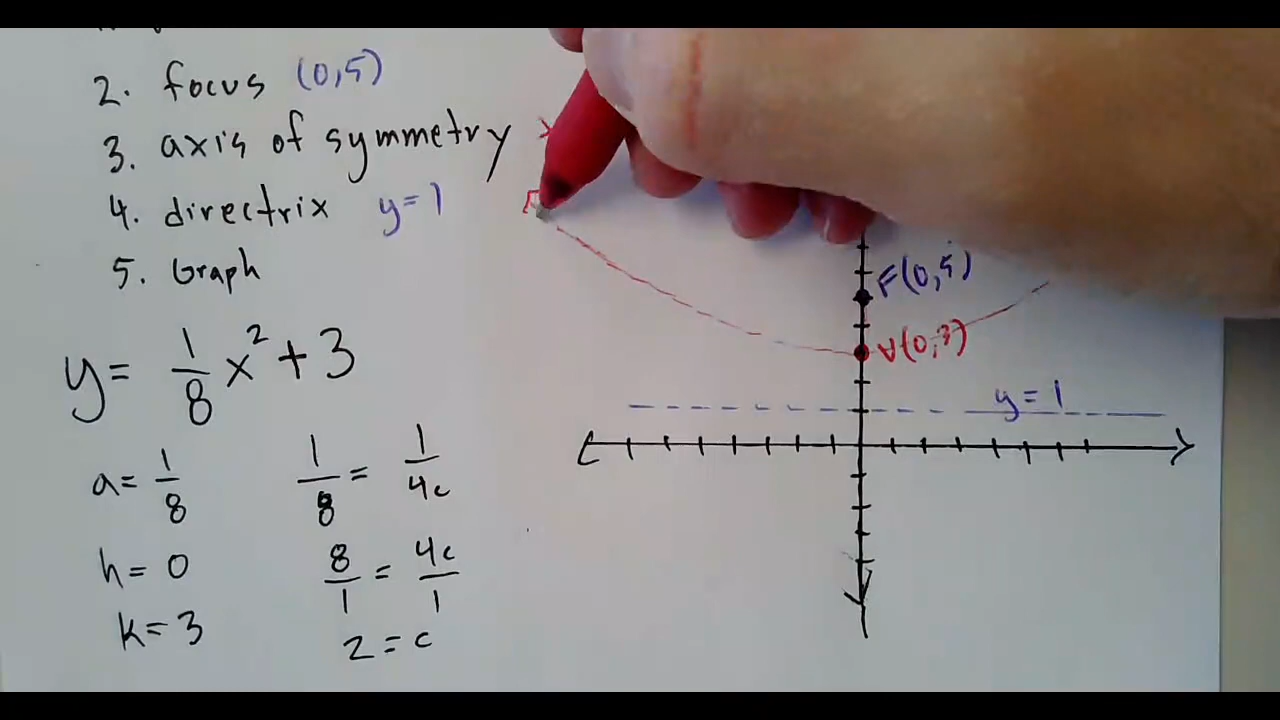 2. focus (0,5)
3. axis of symmetry
4. directrix y=1
5. Graph
y= 1/8 x² + 3
a= 1/8
h= 0
k= 3
1/8 = 1/4c
8/1 = 4c/1
2 = c
F(0,5)
V(0,3)
y = 1